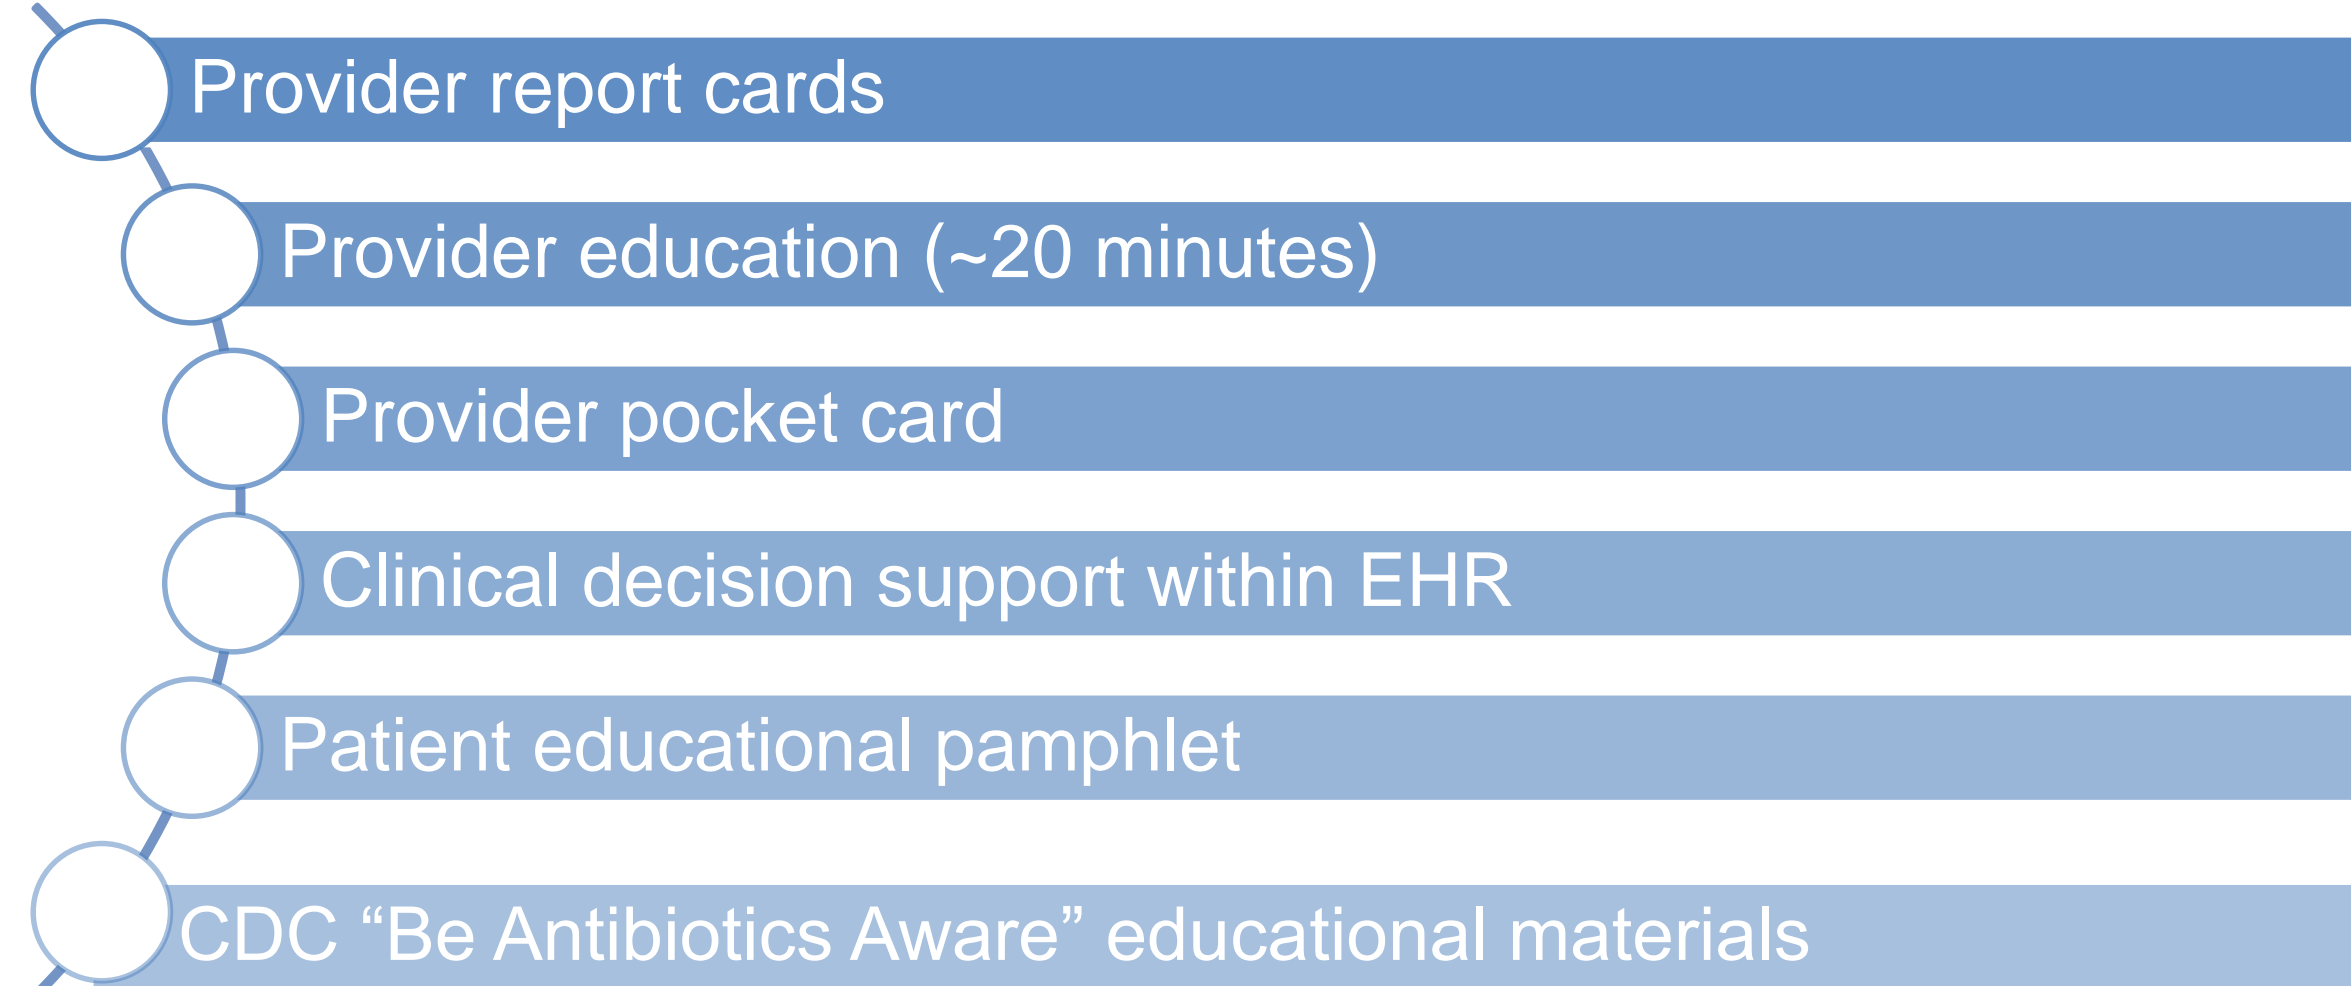 Provider report cards
Provider education (~20 minutes)
Provider pocket card
Clinical decision support within EHR
Patient educational pamphlet
CDC “Be Antibiotics Aware” educational materials